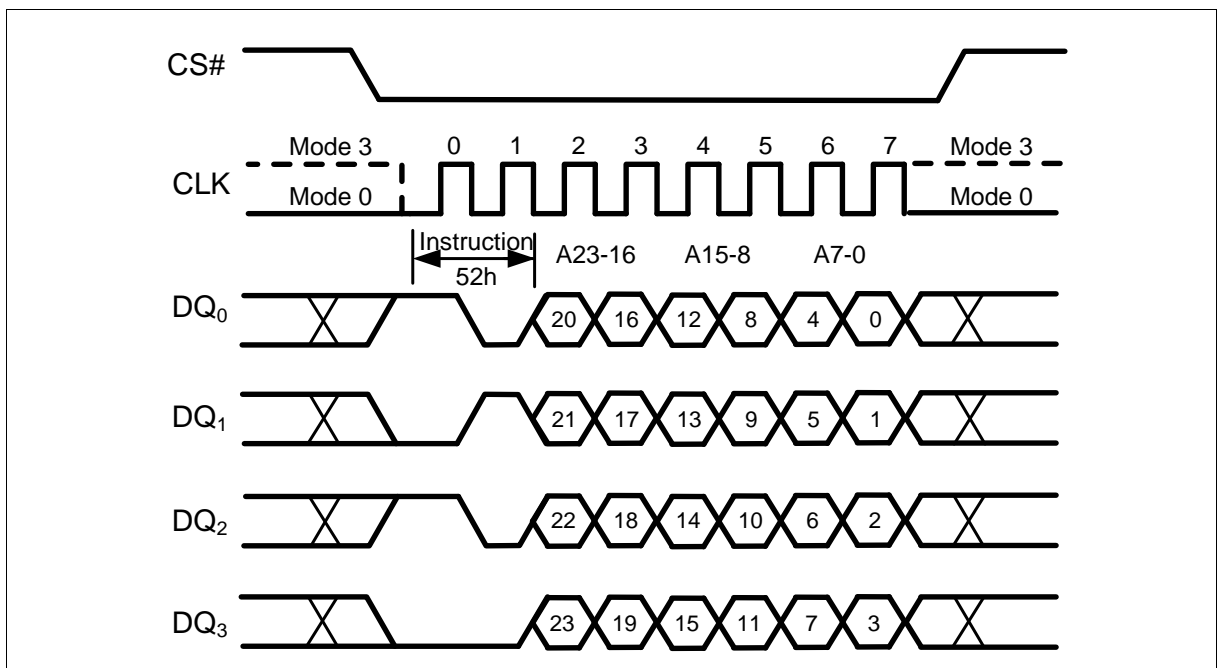 CS#
Mode 3 0 1 2 3 4 5 6 7 Mode 3
CLK
Mode 0 Mode 0
Instruction A23-16 A15-8 A7-0
52h
DQ0 20 16 12 8 4 0
DQ1 21 17 13 9 5 1
DQ2 22 18 14 10 6 2
DQ3 23 19 15 11 7 3